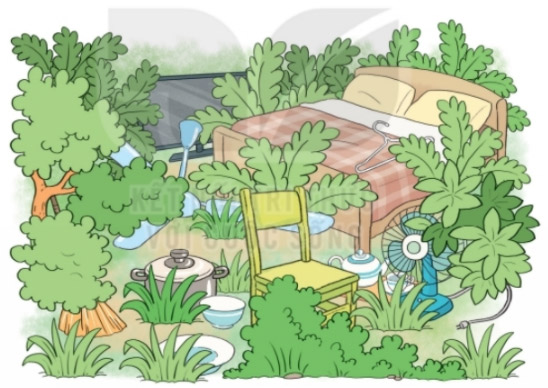 KẾT NỐI TRI THỨC
VỚI CUỘC SỐNG